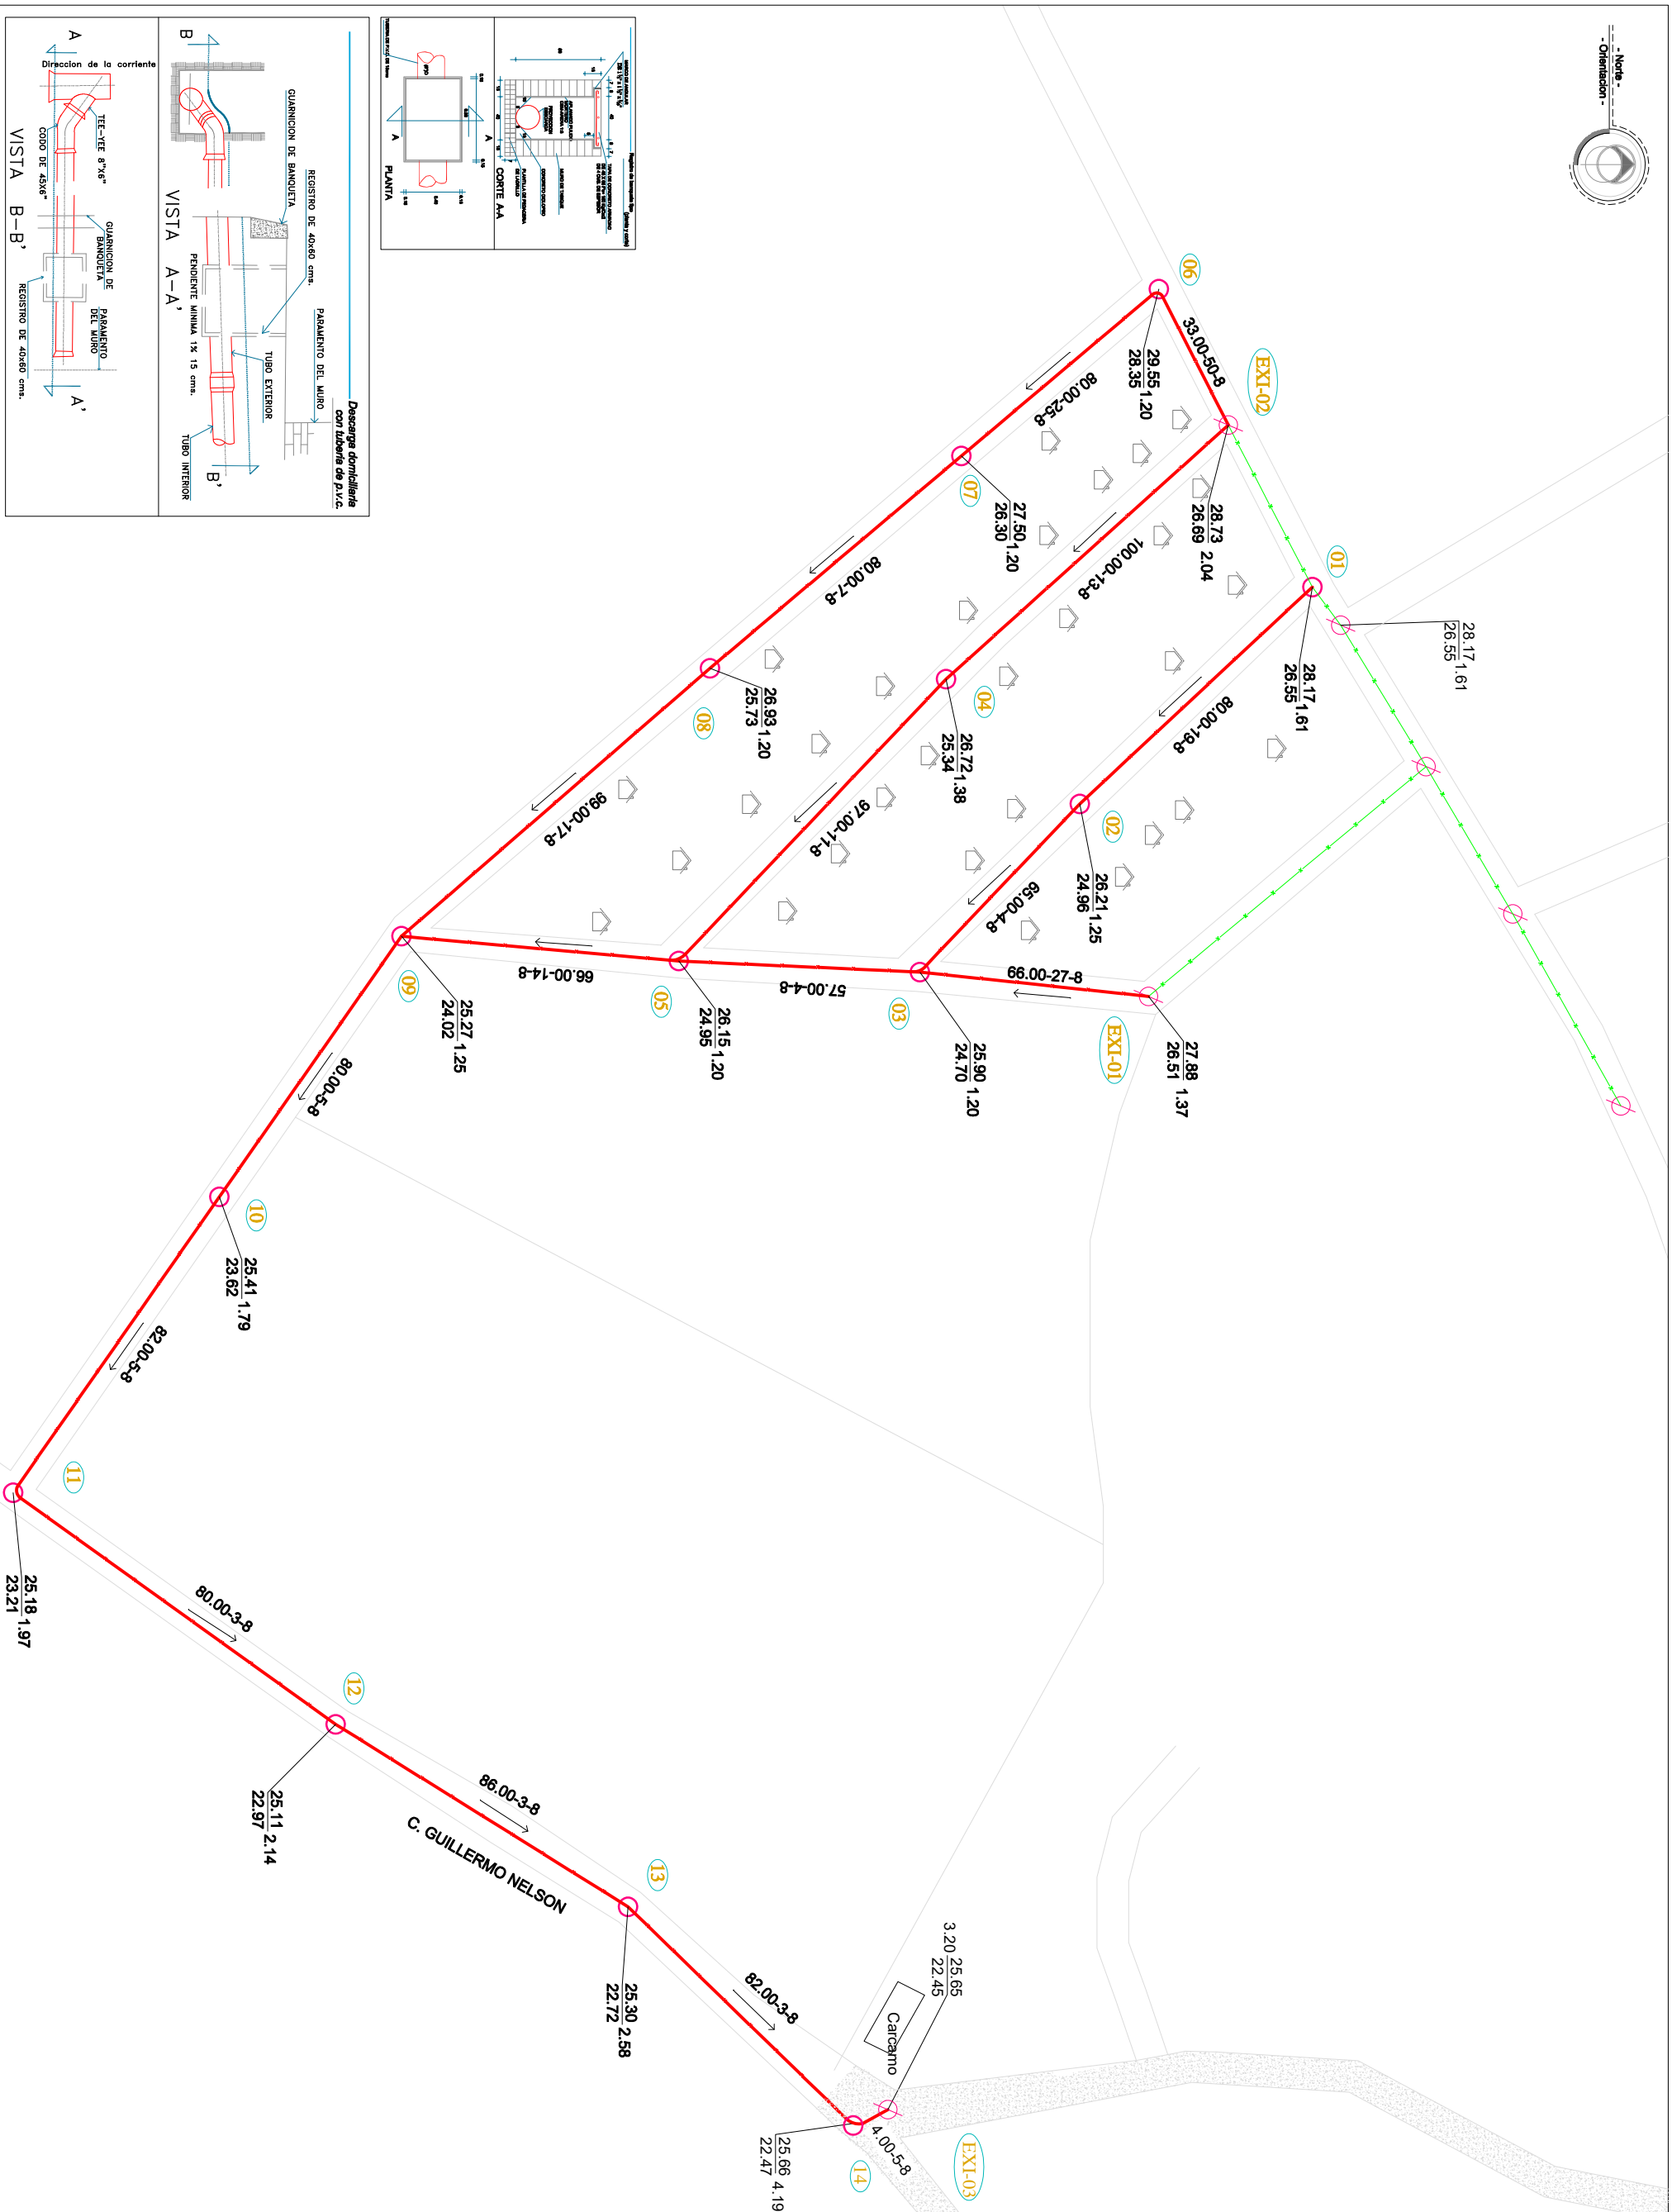 - Norte -
- Orientacion -
06
33.00-50-8
EXI-02
29.55 1.20
28.35
80.00-25-8
28.73
26.69 2.04
01
28.17
26.55 1.61
28.17 1.61
26.55
07
27.50 1.20
26.30
100.00-13-8
80.00-19-8
80.00-7-8
04
26.72 1.38
25.34
02
26.21 1.25
24.96
08
26.93 1.20
25.73
97.00-11-8
65.00-4-8
99.00-17-8
66.00-27-8
EXI-01
27.88
26.51 1.37
03
25.90 1.20
24.70
57.00-4-8
05
26.15 1.20
24.95
66.00-14-8
09
25.27 1.25
24.02
80.00-5-8
10
25.41 1.79
23.62
82.00-5-8
11
25.18 1.97
23.21
80.00-3-8
12
25.11 2.14
22.97
86.00-3-8
C. GUILLERMO NELSON
13
25.30 2.58
22.72
82.00-3-8
3.20 25.65
22.45
Carcamo
4.00-5-8
14
25.66 4.19
22.47
EXI-03
CORTE A-A
A A
PLANTA
Descarga domiciliaria
con tuberia de p.v.c.
REGISTRO DE 40x60 cms.
PARAMENTO DEL MURO
GUARNICION DE BANQUETA
TUBO EXTERIOR
B
B'
PENDIENTE MINIMA 1% 15 cms.
TUBO INTERIOR
VISTA A-A'
A
Direccion de la corriente
TEE-YEE 8"x6"
GUARNICION DE
BANQUETA
PARAMENTO
DEL MURO
CODO DE 45X6"
A'
REGISTRO DE 40x60 cms.
VISTA B-B'